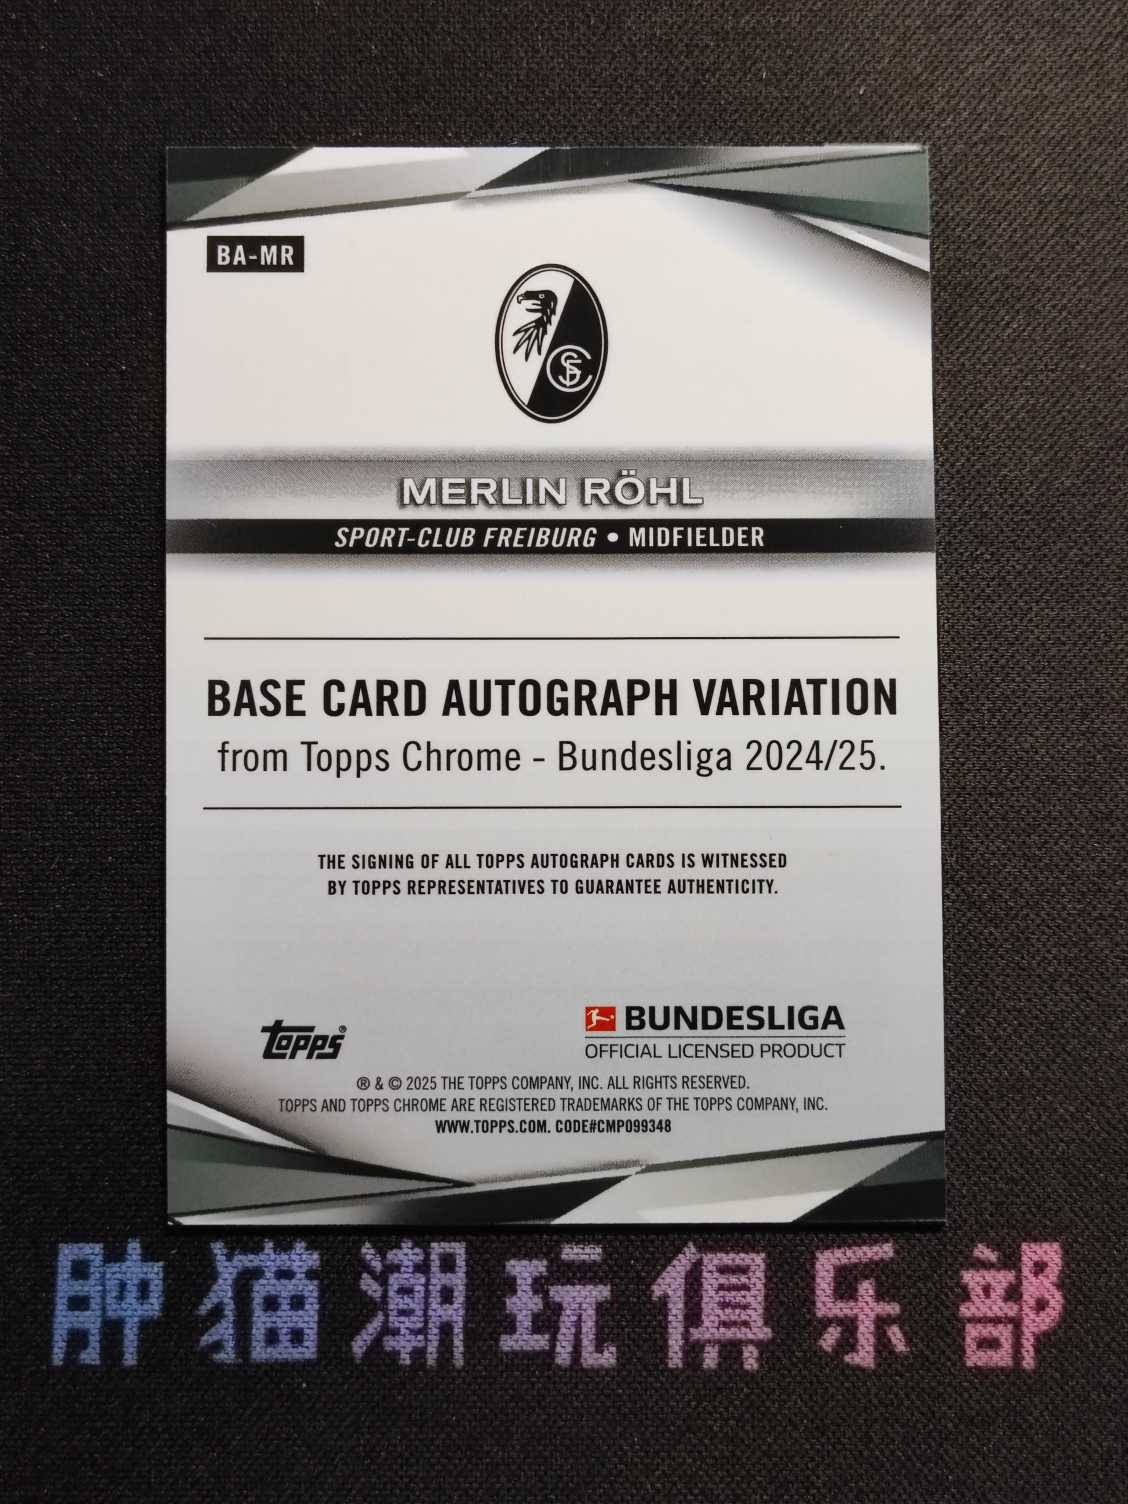 BA-MR
SC
F
MERLIN RÖHL
SPORT-CLUB FREIBURG • MIDFIELDER
BASE CARD AUTOGRAPH VARIATION
from Topps Chrome - Bundesliga 2024/25.
THE SIGNING OF ALL TOPPS AUTOGRAPH CARDS IS WITNESSED
BY TOPPS REPRESENTATIVES TO GUARANTEE AUTHENTICITY.
topps®
BUNDESLIGA
OFFICIAL LICENSED PRODUCT
® & © 2025 THE TOPPS COMPANY, INC. ALL RIGHTS RESERVED.
TOPPS AND TOPPS CHROME ARE REGISTERED TRADEMARKS OF THE TOPPS COMPANY, INC.
WWW.TOPPS.COM. CODE#CMP099348
肿猫潮玩俱乐部